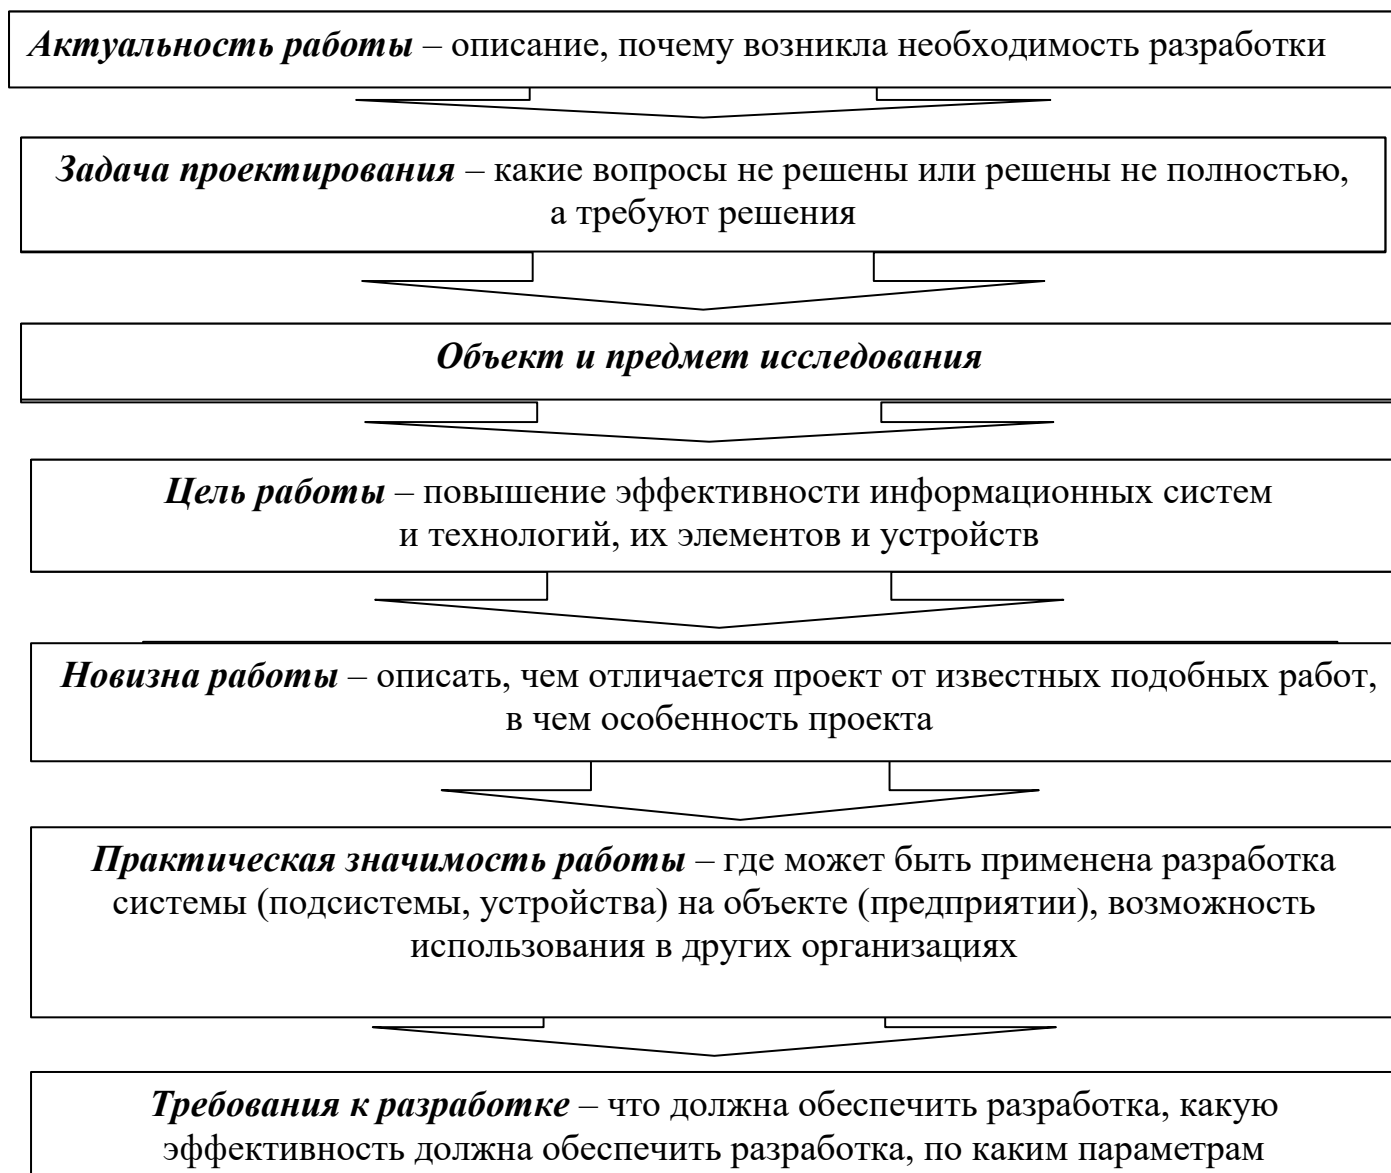 Актуальность работы – описание, почему возникла необходимость разработки
Задача проектирования – какие вопросы не решены или решены не полностью,
а требуют решения
Объект и предмет исследования
Цель работы – повышение эффективности информационных систем
и технологий, их элементов и устройств
Новизна работы – описать, чем отличается проект от известных подобных работ,
в чем особенность проекта
Практическая значимость работы – где может быть применена разработка
системы (подсистемы, устройства) на объекте (предприятии), возможность
использования в других организациях
Требования к разработке – что должна обеспечить разработка, какую
эффективность должна обеспечить разработка, по каким параметрам